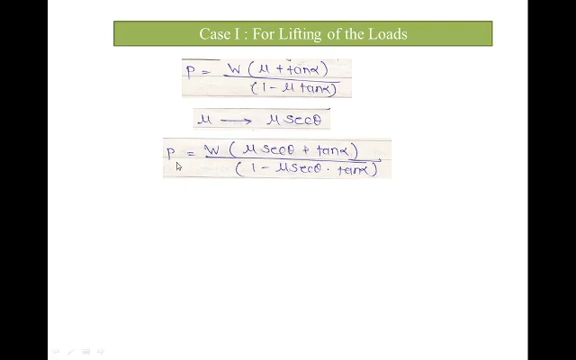 Case I : For Lifting of the Loads
P = W ( μ + tanα )
( 1 - μ tanα )
μ → μ secθ
P = W ( μ secθ + tanα )
( 1 - μ secθ · tanα )